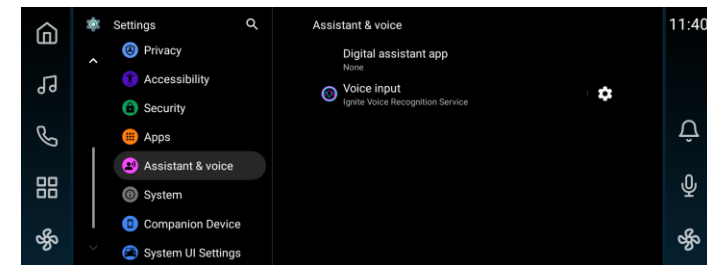 Settings
Privacy
Accessibility
Security
Apps
Assistant & voice
System
Companion Device
System UI Settings
Assistant & voice
Digital assistant app
None
Voice input
Ignite Voice Recognition Service
11:40